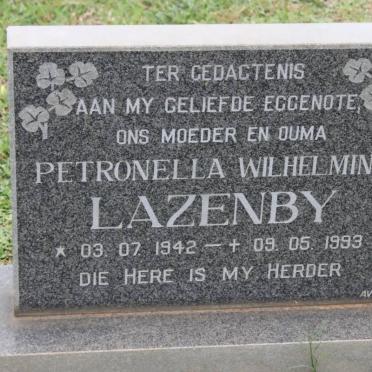 TER GEDAGTENIS
AAN MY GELIEFDE EGGENOTE,
ONS MOEDER EN OUMA
PETRONELLA WILHELMIN
LAZENBY
* 03. 07. 1942 — + 09. 05. 1993
DIE HERE IS MY HERDER
AV